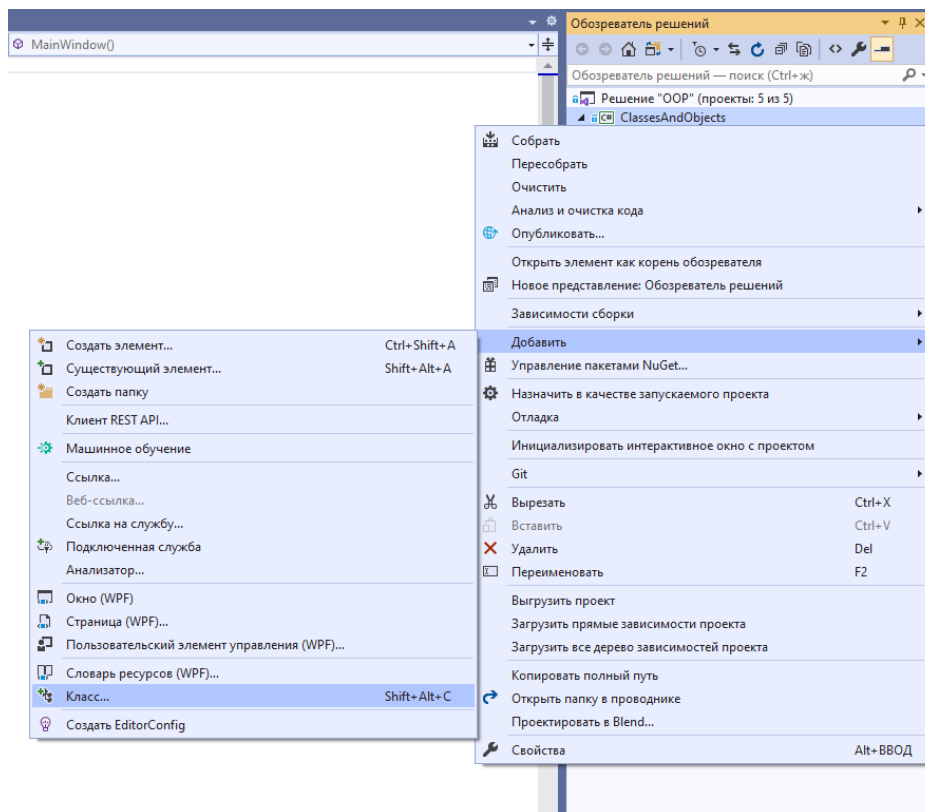 MainWindow()
Обозреватель решений
Обозреватель решений — поиск (Ctrl+ж)
Решение "OOP" (проекты: 5 из 5)
C# ClassesAndObjects
Собрать
Пересобрать
Очистить
Анализ и очистка кода
Опубликовать...
Открыть элемент как корень обозревателя
Новое представление: Обозреватель решений
Зависимости сборки
Добавить
Управление пакетами NuGet...
Назначить в качестве запускаемого проекта
Отладка
Инициализировать интерактивное окно с проектом
Git
Вырезать Ctrl+X
Вставить Ctrl+V
Удалить Del
Переименовать F2
Выгрузить проект
Загрузить прямые зависимости проекта
Загрузить все дерево зависимостей проекта
Копировать полный путь
Открыть папку в проводнике
Проектировать в Blend...
Свойства Alt+ВВОД
Создать элемент... Ctrl+Shift+A
Существующий элемент... Shift+Alt+A
Создать папку
Клиент REST API...
Машинное обучение
Ссылка...
Веб-ссылка...
Ссылка на службу...
Подключенная служба
Анализатор...
Окно (WPF)
Страница (WPF)...
Пользовательский элемент управления (WPF)...
Словарь ресурсов (WPF)...
Класс... Shift+Alt+C
Создать EditorConfig